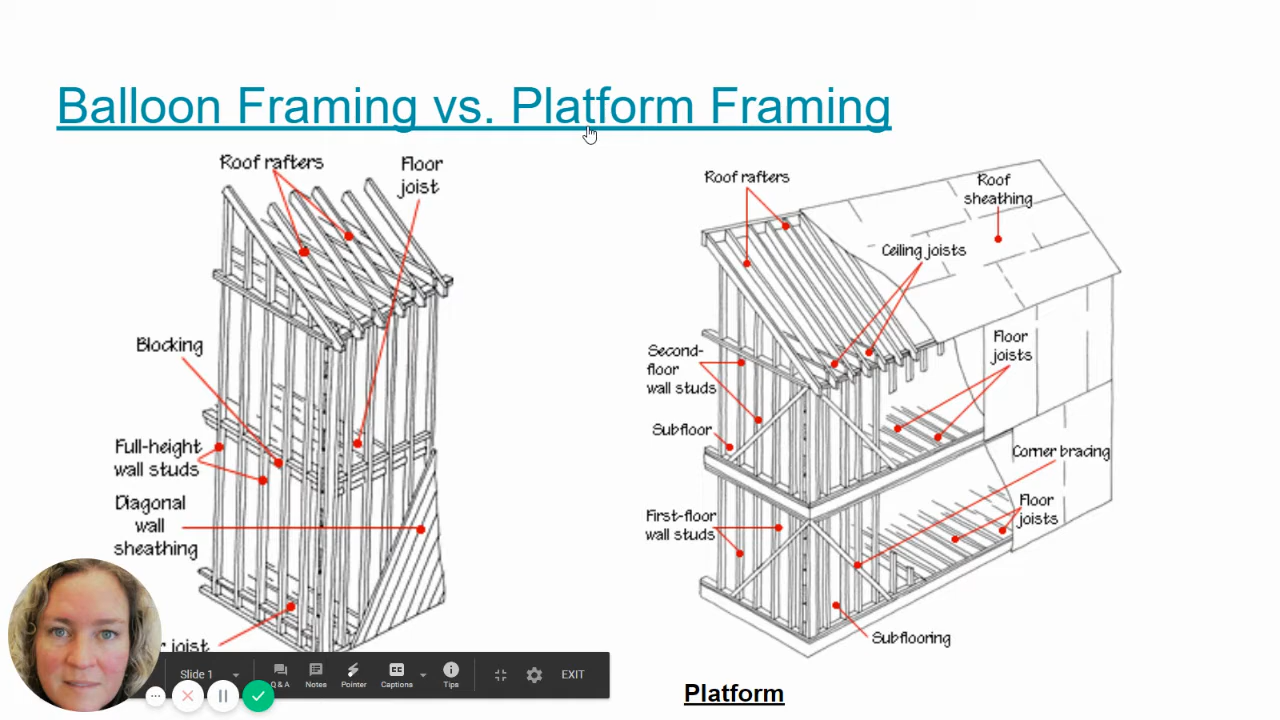 Balloon Framing vs. Platform Framing
Roof rafters
Floor
joist
Blocking
Full-height
wall studs
Diagonal
wall
sheathing
joist
Roof rafters
Roof
sheathing
Ceiling joists
Second-
floor
wall studs
Floor
joists
Subfloor
Corner bracing
First-floor
wall studs
Floor
joists
Subflooring
Slide 1
Q&A
Notes
Pointer
CC
Captions
Tips
EXIT
Platform